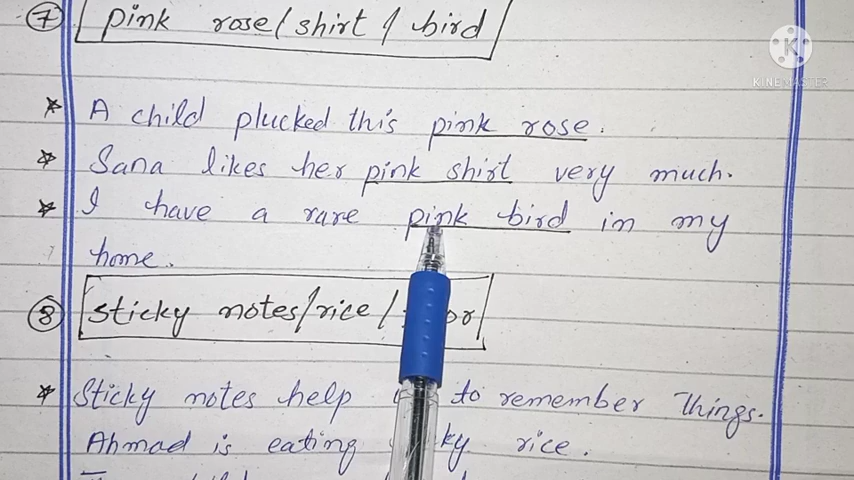 7 pink rose/shirt / bird
KINEMASTER
* A child plucked this pink rose.
* Sana likes her pink shirt very much.
* I have a rare pink bird in my
home.
8 sticky notes/rice/
* Sticky notes help to remember things.
Ahmad is eating rice.